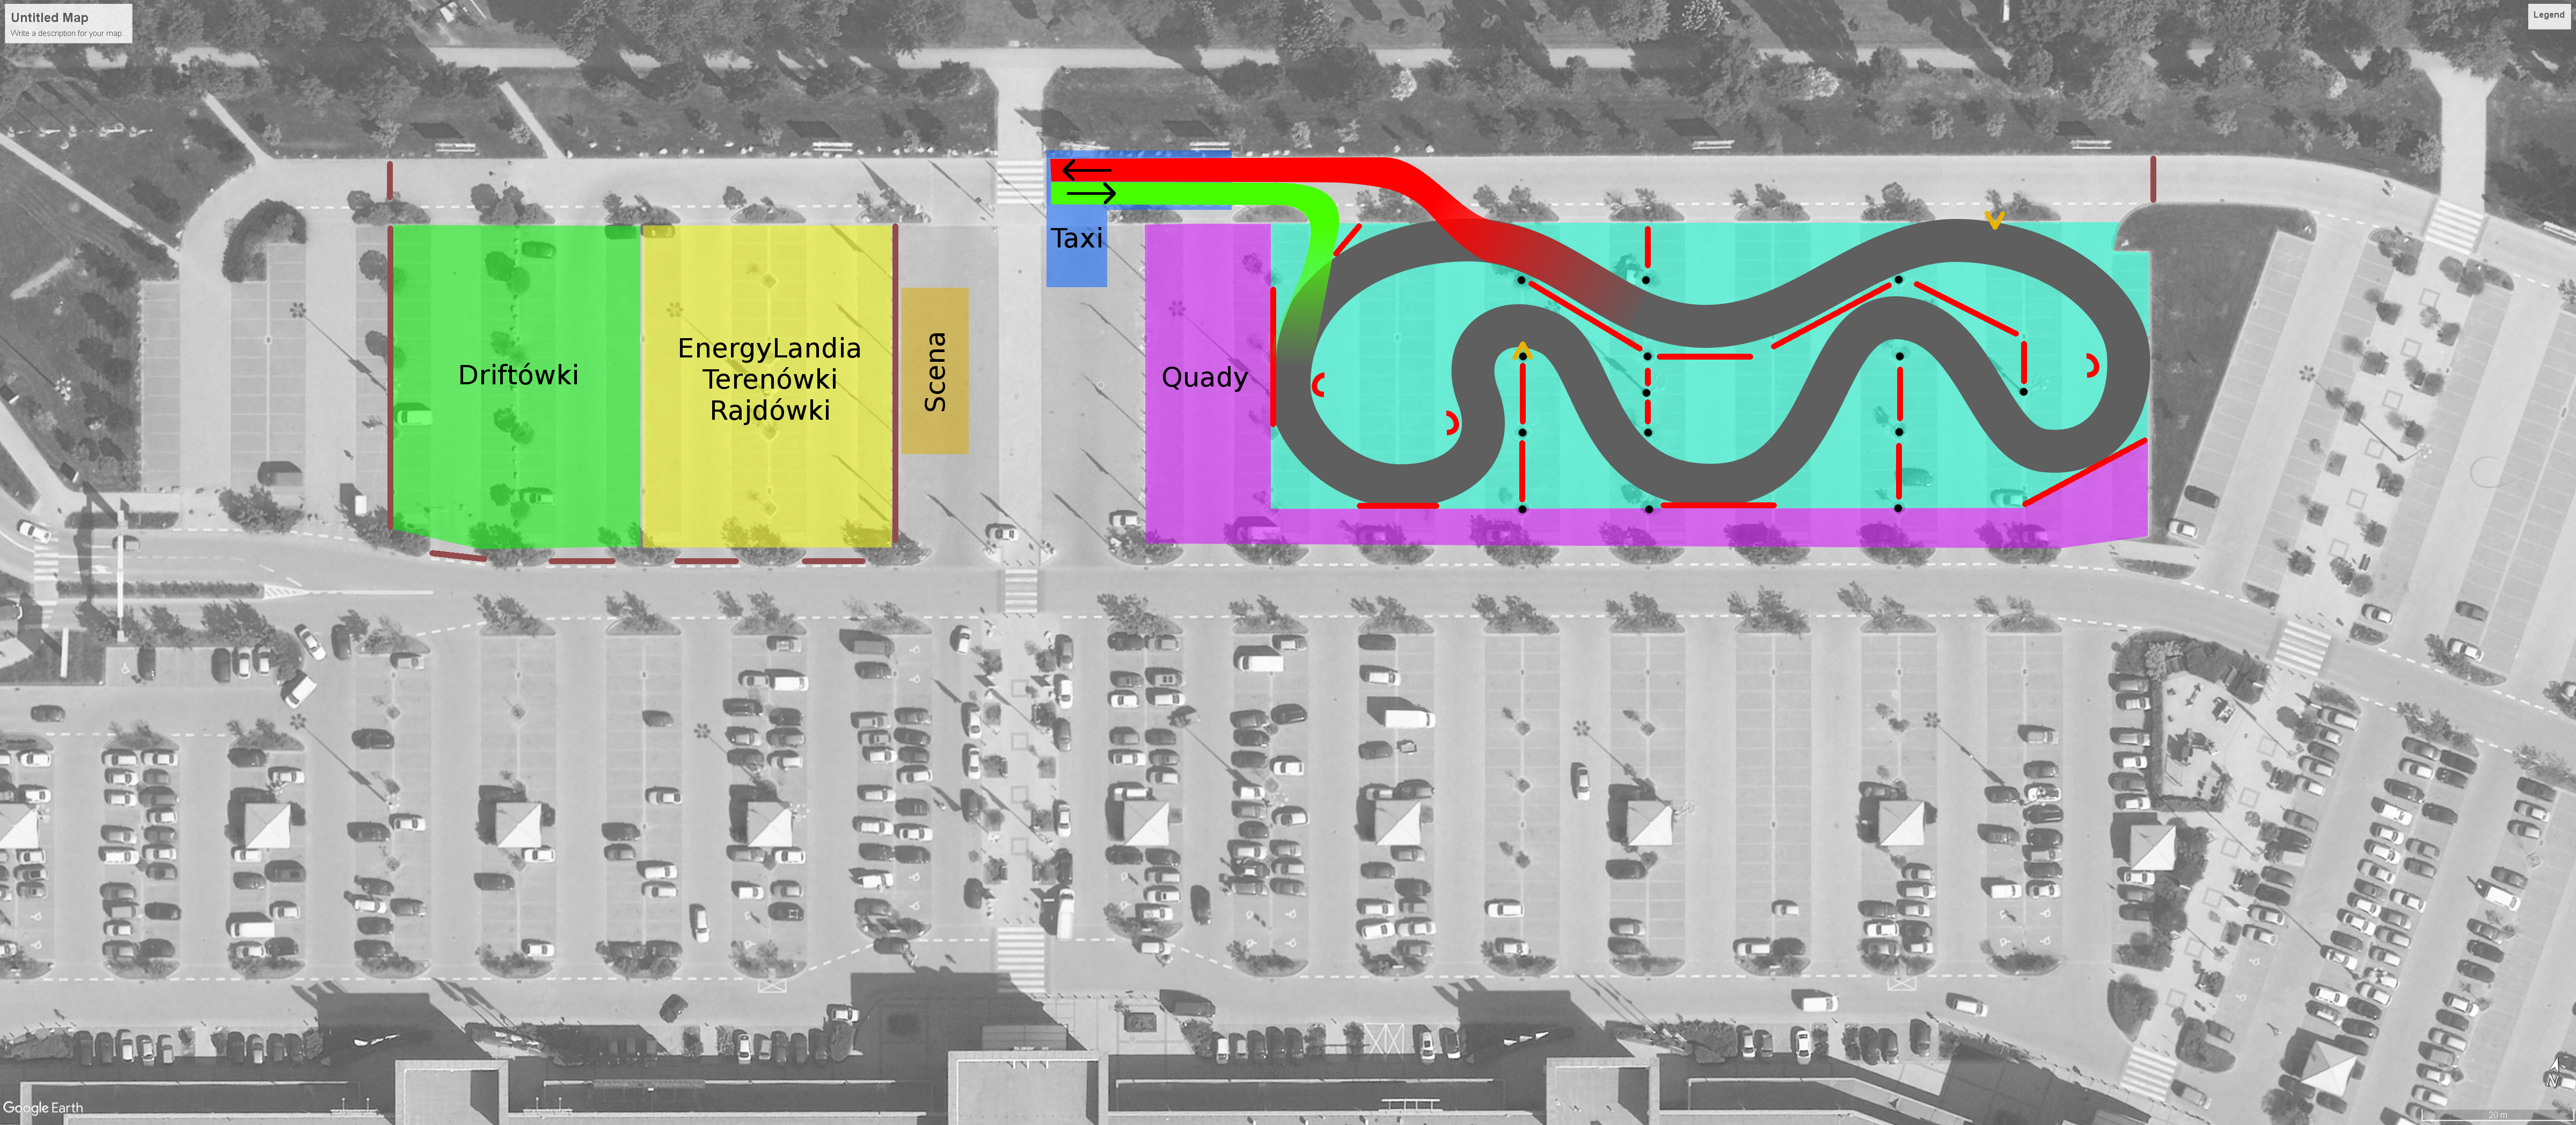 Untitled Map
Write a description for your map.
Legend
Taxi
Driftówki
EnergyLandia
Terenówki
Rajdówki
Scena
Quady
Google Earth
N
20 m